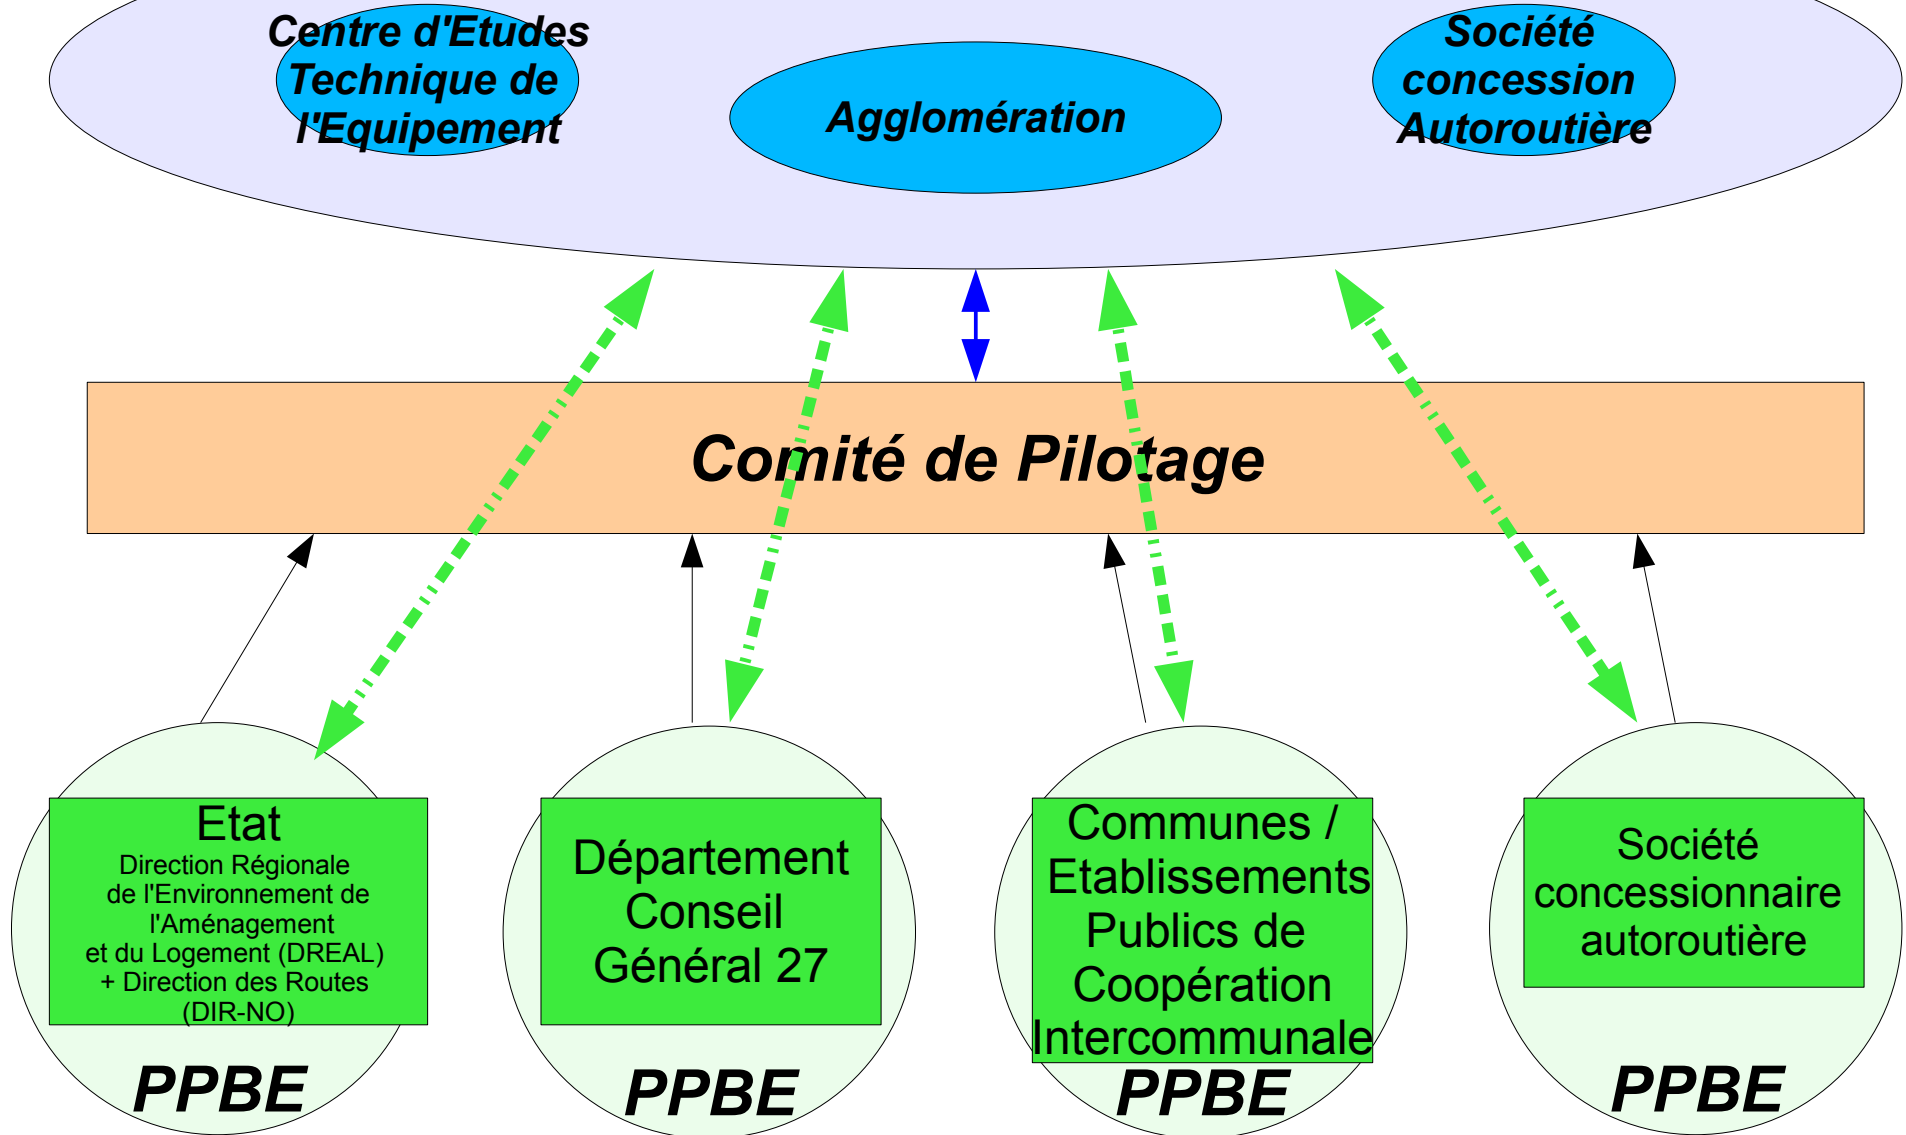 Centre d'Etudes
Technique de
l'Equipement
Agglomération
Société
concession
Autoroutière
Comité de Pilotage
Etat
Direction Régionale
de l'Environnement de
l'Aménagement
et du Logement (DREAL)
+ Direction des Routes
(DIR-NO)
PPBE
Département
Conseil
Général 27
PPBE
Communes /
Etablissements
Publics de
Coopération
Intercommunale
PPBE
Société
concessionnaire
autoroutière
PPBE